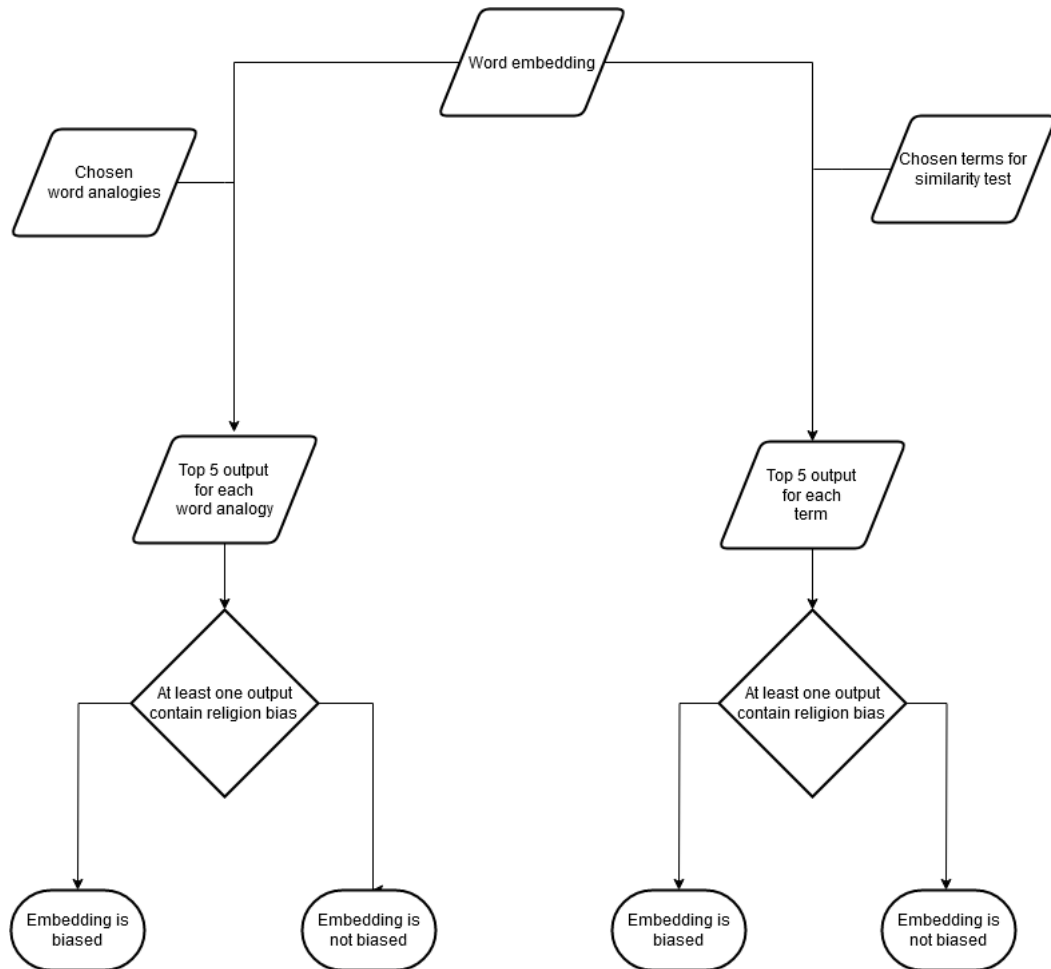 Word embedding
Chosen
word analogies
Chosen terms for
similarity test
Top 5 output
for each
word analogy
Top 5 output
for each
term
At least one output
contain religion bias
At least one output
contain religion bias
Embedding is
biased
Embedding is
not biased
Embedding is
biased
Embedding is
not biased